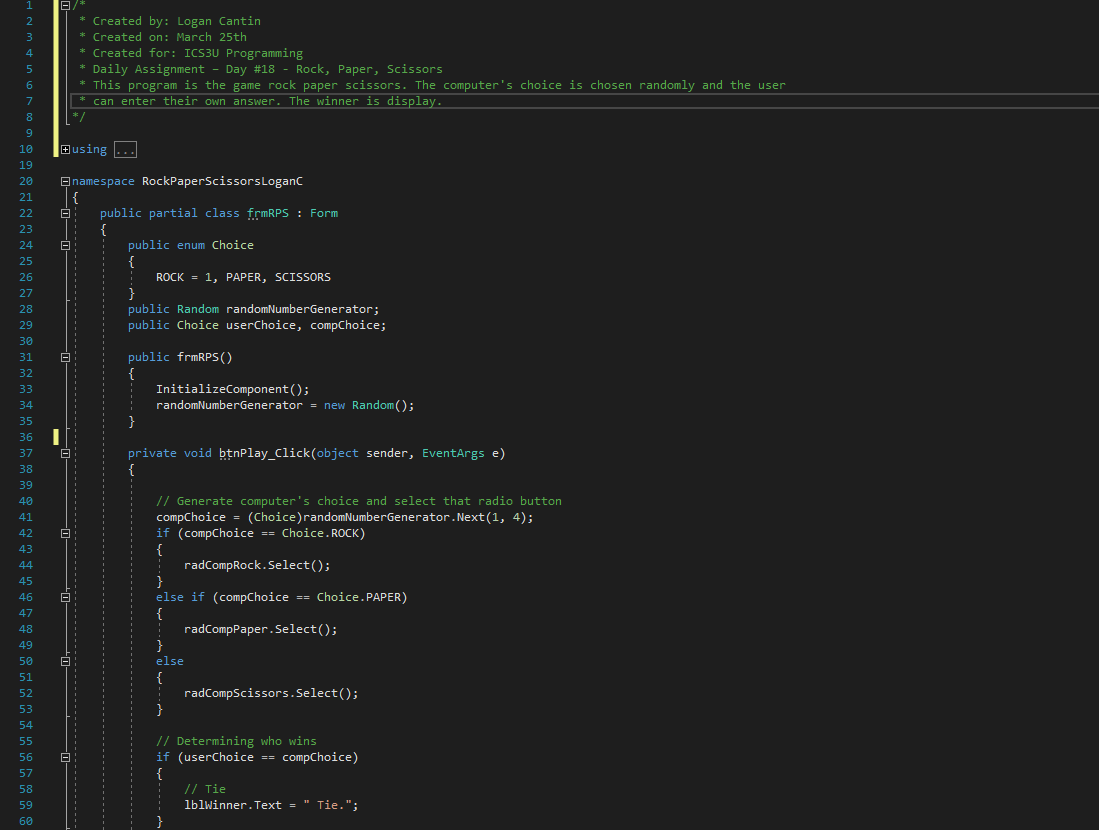 1 /*
2 * Created by: Logan Cantin
3 * Created on: March 25th
4 * Created for: ICS3U Programming
5 * Daily Assignment – Day #18 - Rock, Paper, Scissors
6 * This program is the game rock paper scissors. The computer's choice is chosen randomly and the user
7 * can enter their own answer. The winner is display.
8 */
9
10 using ...
19
20 namespace RockPaperScissorsLoganC
21 {
22 public partial class frmRPS : Form
23 {
24 public enum Choice
25 {
26 ROCK = 1, PAPER, SCISSORS
27 }
28 public Random randomNumberGenerator;
29 public Choice userChoice, compChoice;
30
31 public frmRPS()
32 {
33 InitializeComponent();
34 randomNumberGenerator = new Random();
35 }
36
37 private void btnPlay_Click(object sender, EventArgs e)
38 {
39
40 // Generate computer's choice and select that radio button
41 compChoice = (Choice)randomNumberGenerator.Next(1, 4);
42 if (compChoice == Choice.ROCK)
43 {
44 radCompRock.Select();
45 }
46 else if (compChoice == Choice.PAPER)
47 {
48 radCompPaper.Select();
49 }
50 else
51 {
52 radCompScissors.Select();
53 }
54
55 // Determining who wins
56 if (userChoice == compChoice)
57 {
58 // Tie
59 lblWinner.Text = " Tie.";
60 }